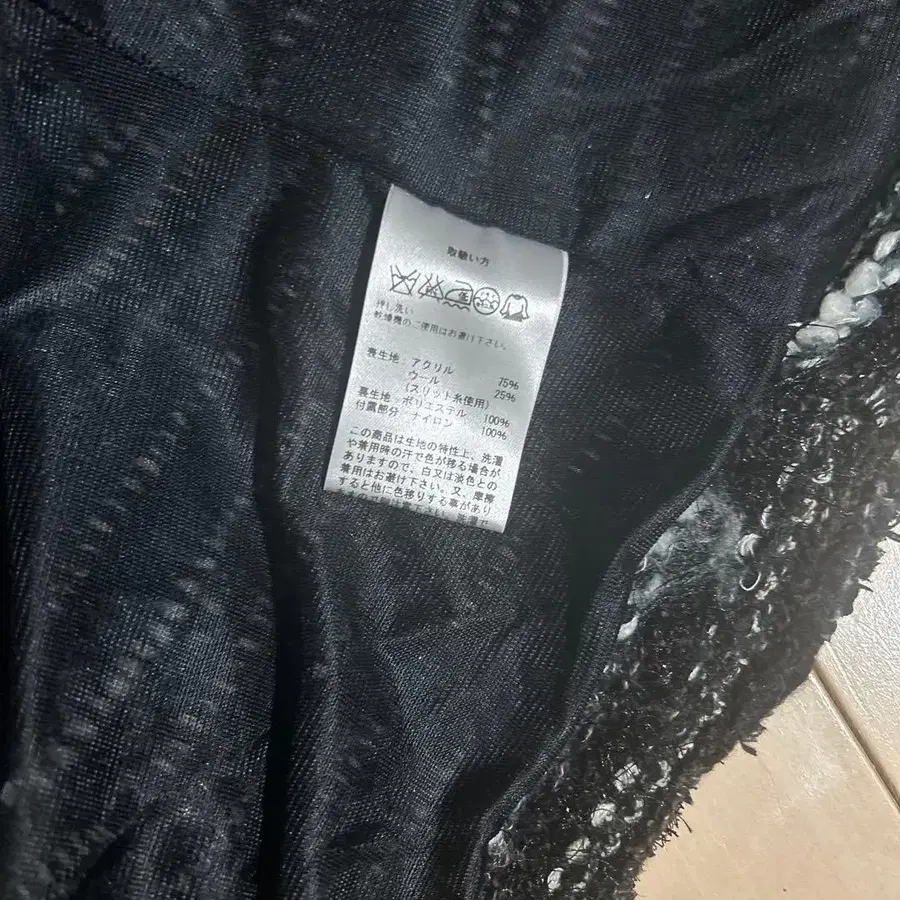 取扱い方
押し洗い
乾燥機のご使用はお避け下さい。
表生地: アクリル 75%
ウール 25%
(スリット糸使用)
裏生地: ポリエステル 100%
付属部分: ナイロン 100%
この商品は生地の特性上、洗濯
や着用時の汗で色が移る場合が
ありますので、白又は淡色との
着用はお避け下さい。又、摩擦
すると他に色移りする事があり